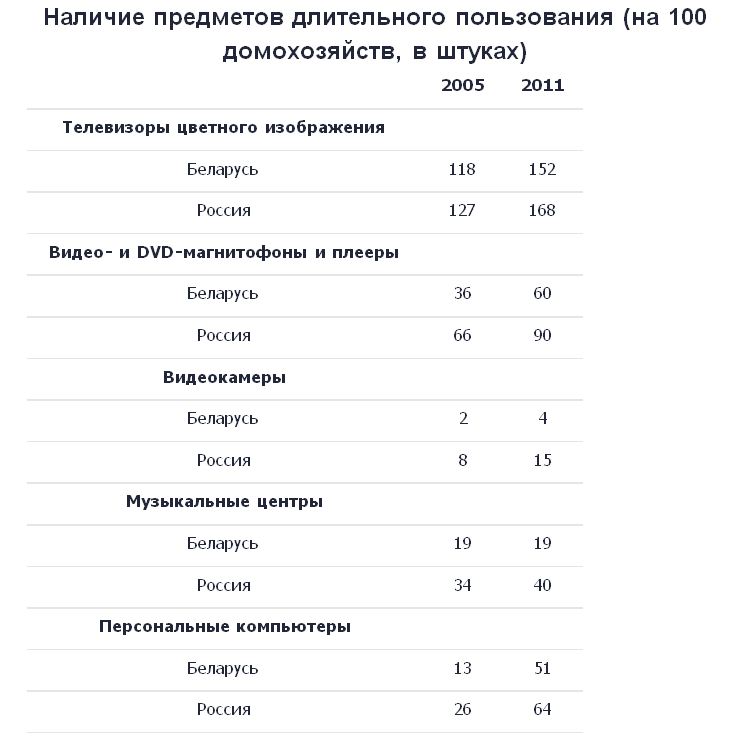 Наличие предметов длительного пользования (на 100
домохозяйств, в штуках)
2005 2011
Телевизоры цветного изображения
Беларусь 118 152
Россия 127 168
Видео- и DVD-магнитофоны и плееры
Беларусь 36 60
Россия 66 90
Видеокамеры
Беларусь 2 4
Россия 8 15
Музыкальные центры
Беларусь 19 19
Россия 34 40
Персональные компьютеры
Беларусь 13 51
Россия 26 64